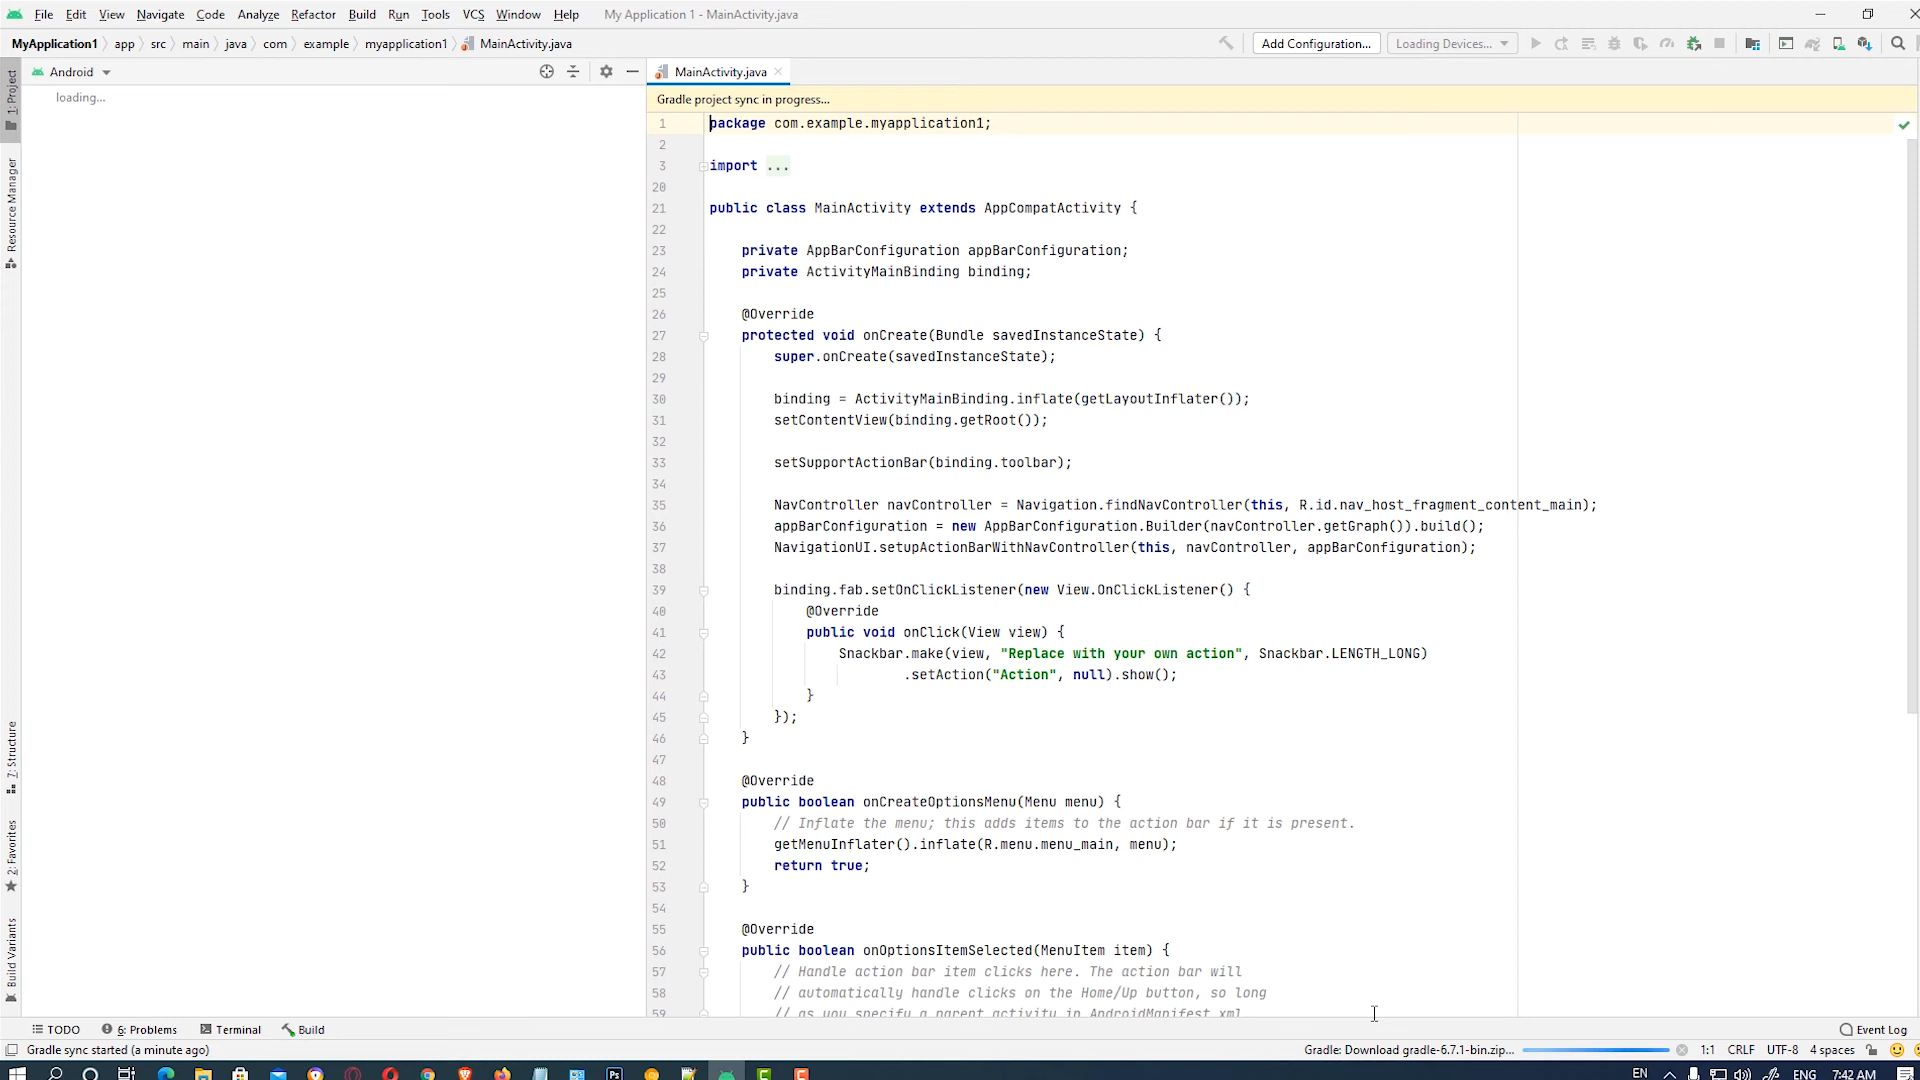 File Edit View Navigate Code Analyze Refactor Build Run Tools VCS Window Help My Application 1 - MainActivity.java
MyApplication1 app src main java com example myapplication1 MainActivity.java Add Configuration... Loading Devices...
Android MainActivity.java
loading... Gradle project sync in progress...
1: Project
Resource Manager
7: Structure
2: Favorites
Build Variants
1 package com.example.myapplication1;
2
3 import ...
20
21 public class MainActivity extends AppCompatActivity {
22
23 private AppBarConfiguration appBarConfiguration;
24 private ActivityMainBinding binding;
25
26 @Override
27 protected void onCreate(Bundle savedInstanceState) {
28 super.onCreate(savedInstanceState);
29
30 binding = ActivityMainBinding.inflate(getLayoutInflater());
31 setContentView(binding.getRoot());
32
33 setSupportActionBar(binding.toolbar);
34
35 NavController navController = Navigation.findNavController(this, R.id.nav_host_fragment_content_main);
36 appBarConfiguration = new AppBarConfiguration.Builder(navController.getGraph()).build();
37 NavigationUI.setupActionBarWithNavController(this, navController, appBarConfiguration);
38
39 binding.fab.setOnClickListener(new View.OnClickListener() {
40 @Override
41 public void onClick(View view) {
42 Snackbar.make(view, "Replace with your own action", Snackbar.LENGTH_LONG)
43 .setAction("Action", null).show();
44 }
45 });
46 }
47
48 @Override
49 public boolean onCreateOptionsMenu(Menu menu) {
50 // Inflate the menu; this adds items to the action bar if it is present.
51 getMenuInflater().inflate(R.menu.menu_main, menu);
52 return true;
53 }
54
55 @Override
56 public boolean onOptionsItemSelected(MenuItem item) {
57 // Handle action bar item clicks here. The action bar will
58 // automatically handle clicks on the Home/Up button, so long
59 // as you specify a parent activity in AndroidManifest.xml.
TODO 6: Problems Terminal Build Event Log
Gradle sync started (a minute ago) Gradle: Download gradle-6.7.1-bin.zip... 1:1 CRLF UTF-8 4 spaces
Ps EN ENG 7:42 AM